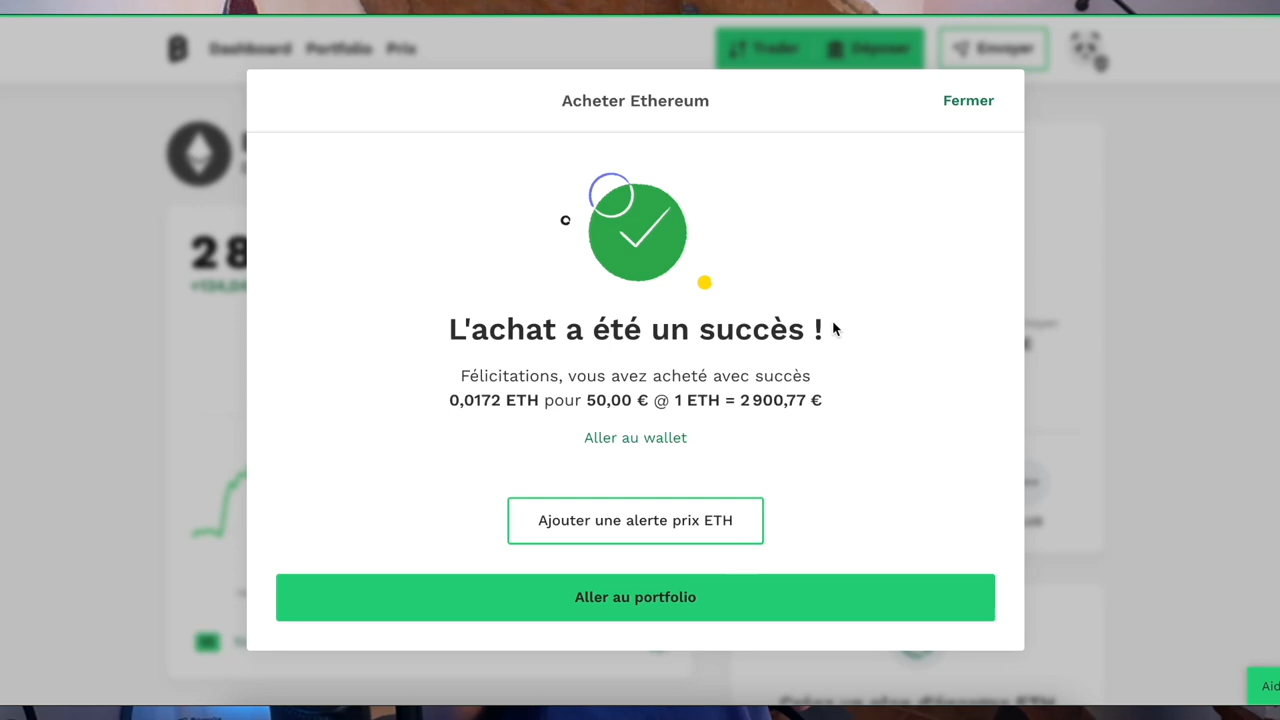 B Dashboard Portfolio Prix Trader Déposer Envoyer
Acheter Ethereum Fermer
28
L'achat a été un succès !
Félicitations, vous avez acheté avec succès
0,0172 ETH pour 50,00 € @ 1 ETH = 2 900,77 €
Aller au wallet
Ajouter une alerte prix ETH
Aller au portfolio
Aid